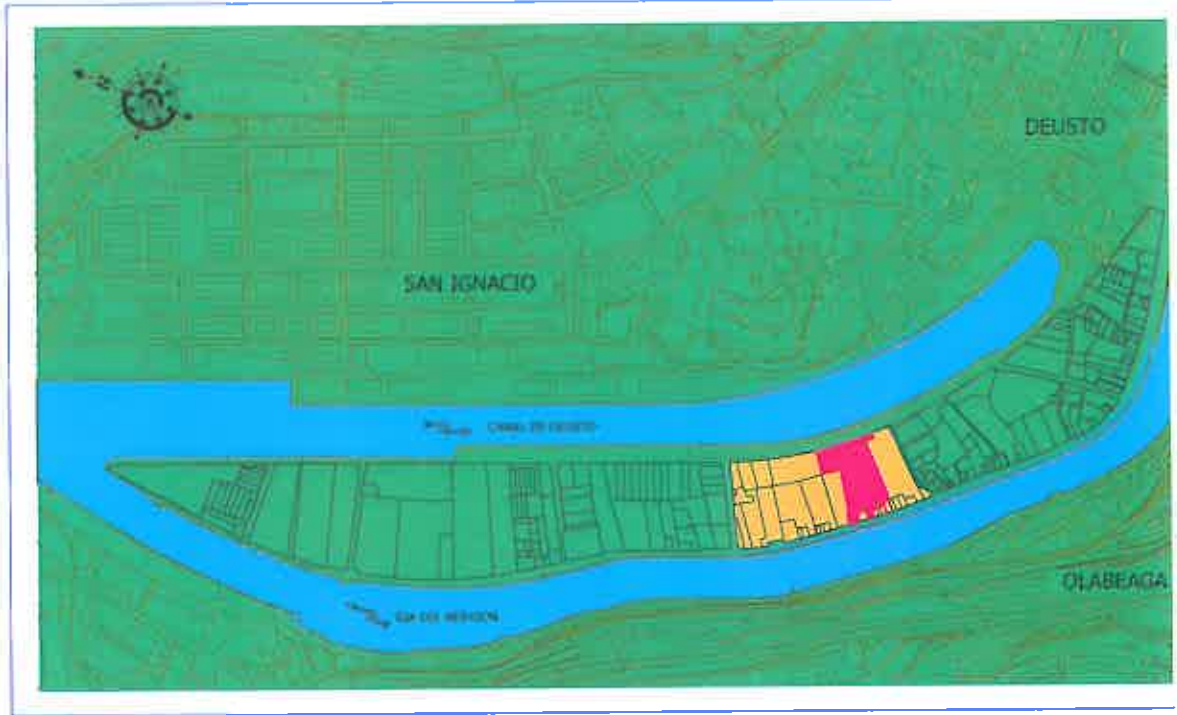 DEUSTO
SAN IGNACIO
CANAL DE DEUSTO
RIA DEL NERVION
OLABEAGA